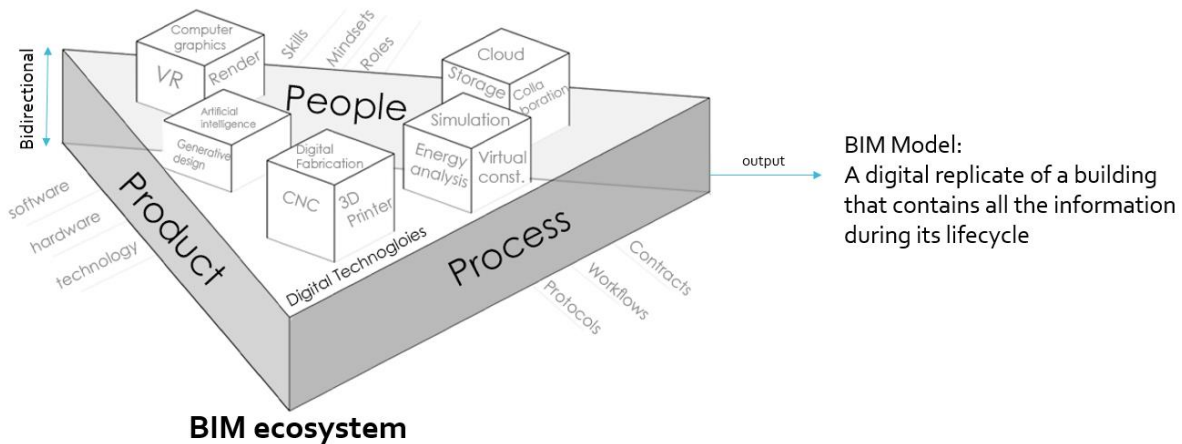 Computer
graphics
VR
Render
Skills
Mindsets
Roles
Cloud
Storage
Colla
boration
Bidirectional
People
Artificial
intelligence
Generative
design
Digital
Fabrication
CNC
3D
Printer
Simulation
Energy
analysis
Virtual
const.
software
hardware
technology
Product
Digital Technogloies
Process
Contracts
Workflows
Protocols
output
BIM Model:
A digital replicate of a building
that contains all the information
during its lifecycle
BIM ecosystem